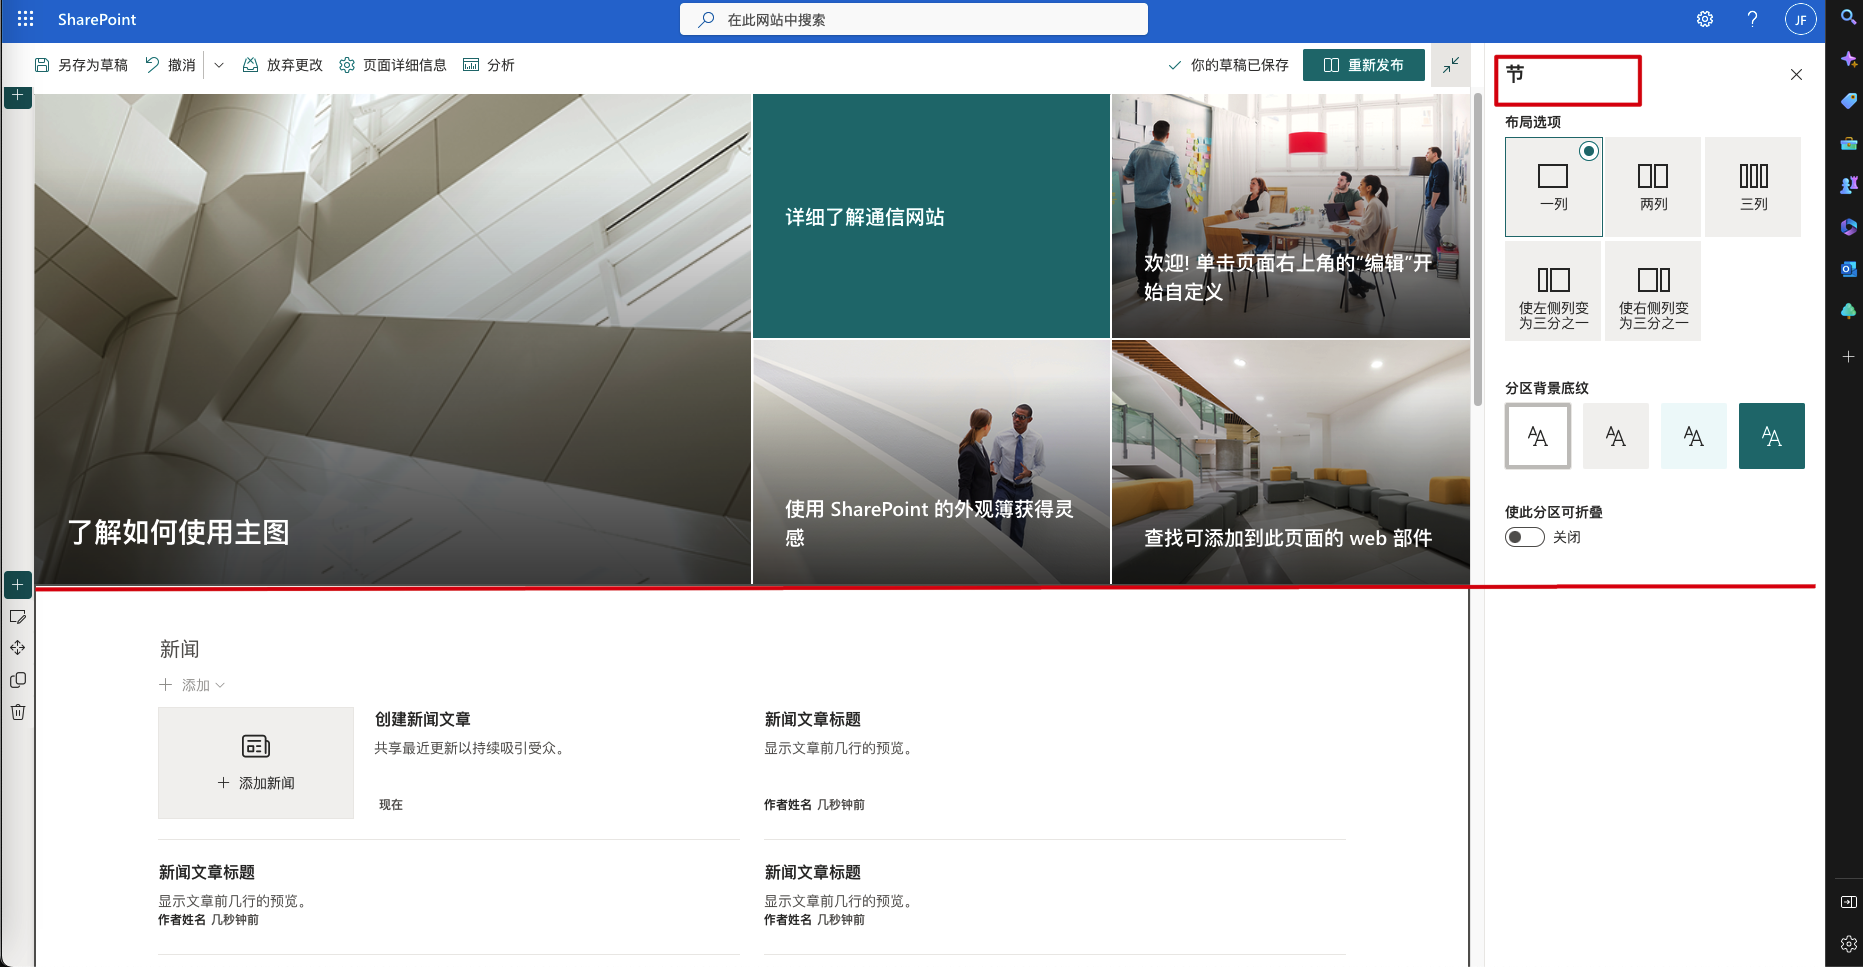 SharePoint
在此网站中搜索
JF
另存为草稿
撤消
放弃更改
页面详细信息
分析
你的草稿已保存
重新发布
了解如何使用主图
详细了解通信网站
欢迎! 单击页面右上角的“编辑”开
始自定义
使用 SharePoint 的外观簿获得灵
感
查找可添加到此页面的 web 部件
新闻
添加
添加新闻
创建新闻文章
共享最近更新以持续吸引受众。
现在
新闻文章标题
显示文章前几行的预览。
作者姓名 几秒钟前
新闻文章标题
显示文章前几行的预览。
作者姓名 几秒钟前
新闻文章标题
显示文章前几行的预览。
作者姓名 几秒钟前
节
布局选项
一列
两列
三列
使左侧列变
为三分之一
使右侧列变
为三分之一
分区背景底纹
AA
AA
AA
AA
使此分区可折叠
关闭